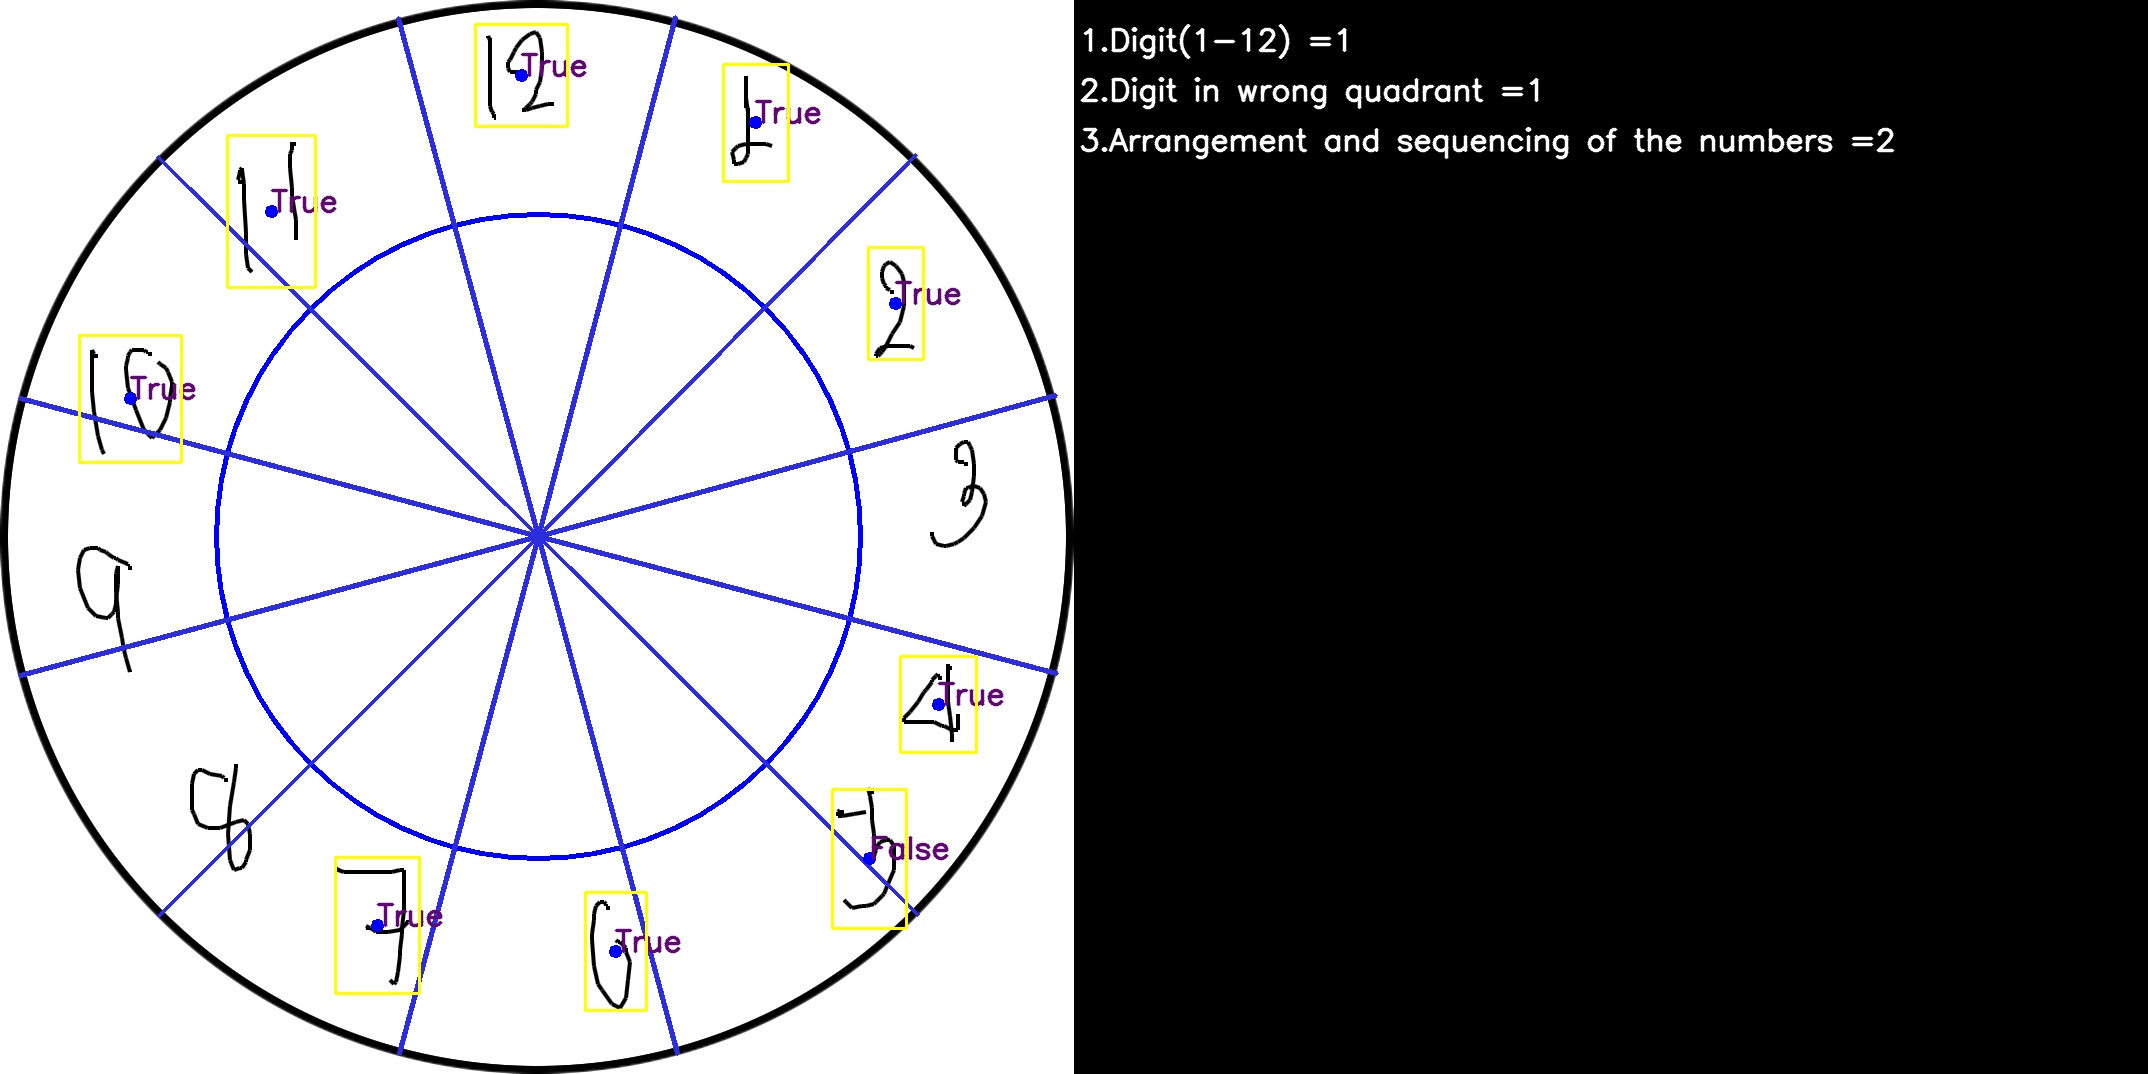 12
True
1
True
11
True
2
True
10
True
3
9
4
True
8
5
False
7
True
6
True
1.Digit(1-12) =1
2.Digit in wrong quadrant =1
3.Arrangement and sequencing of the numbers =2